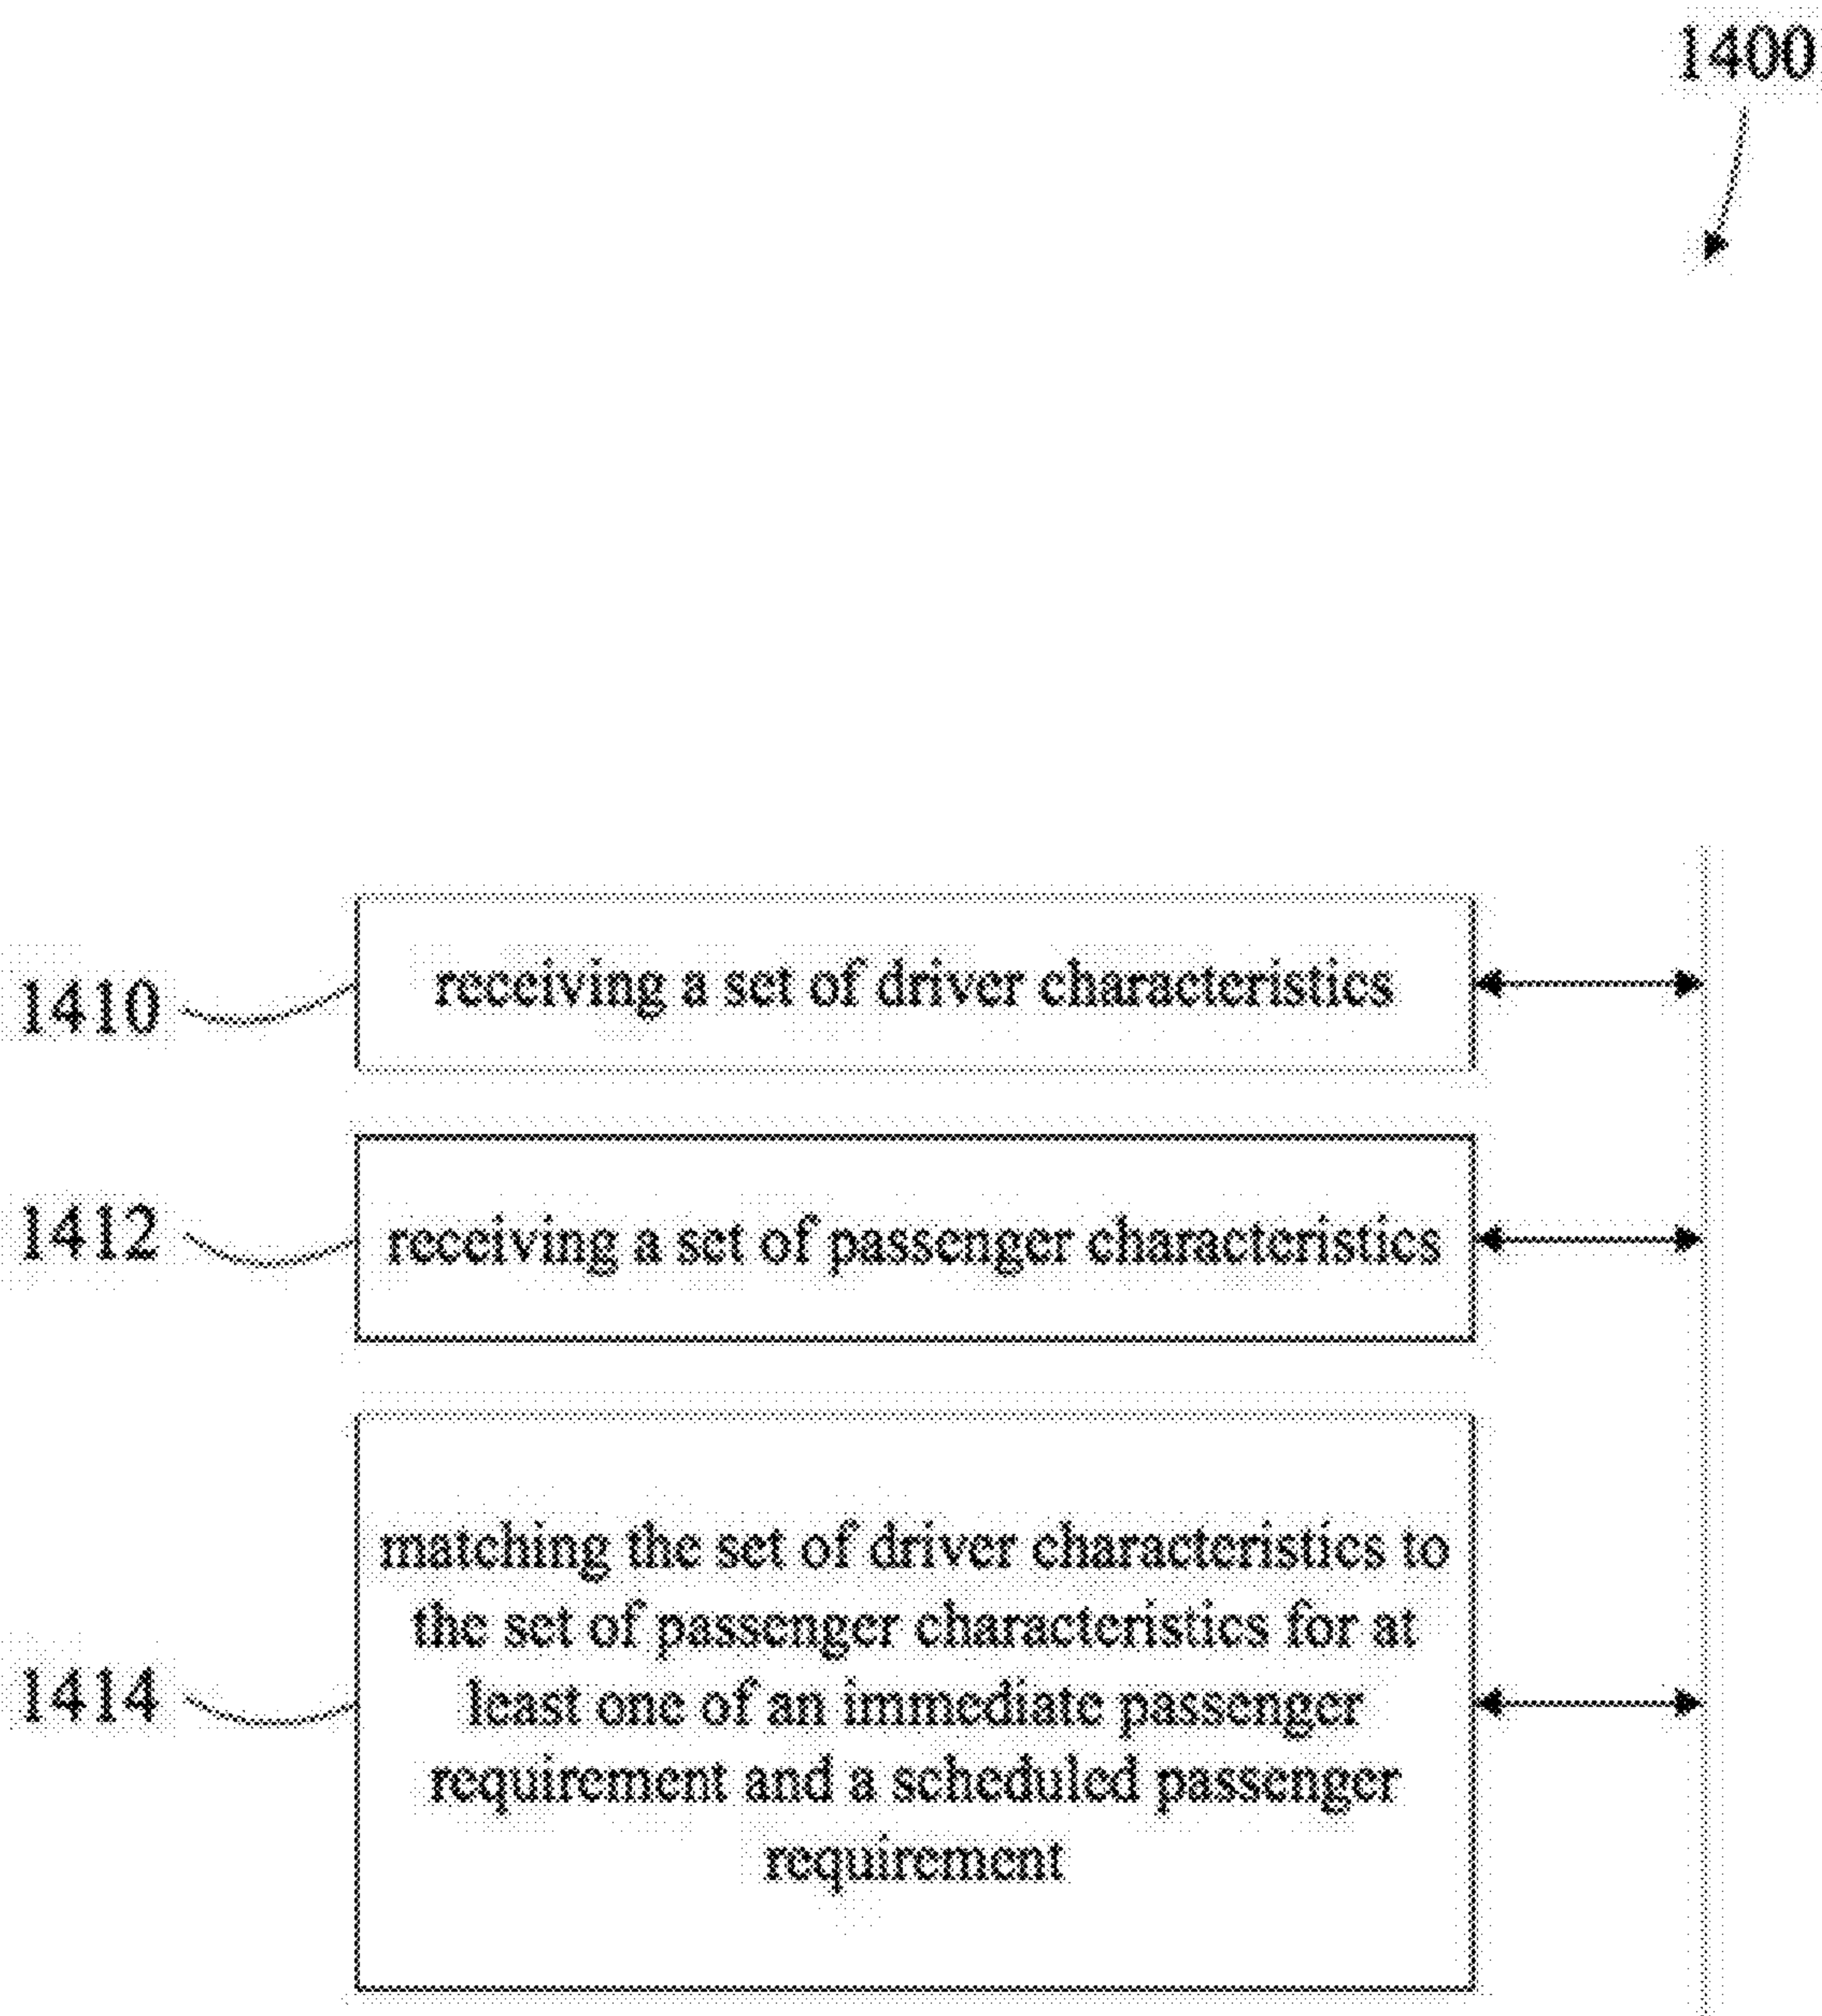 1400
1410
receiving a set of driver characteristics
1412
receiving a set of passenger characteristics
1414
matching the set of driver characteristics to
the set of passenger characteristics for at
least one of an immediate passenger
requirement and a scheduled passenger
requirement